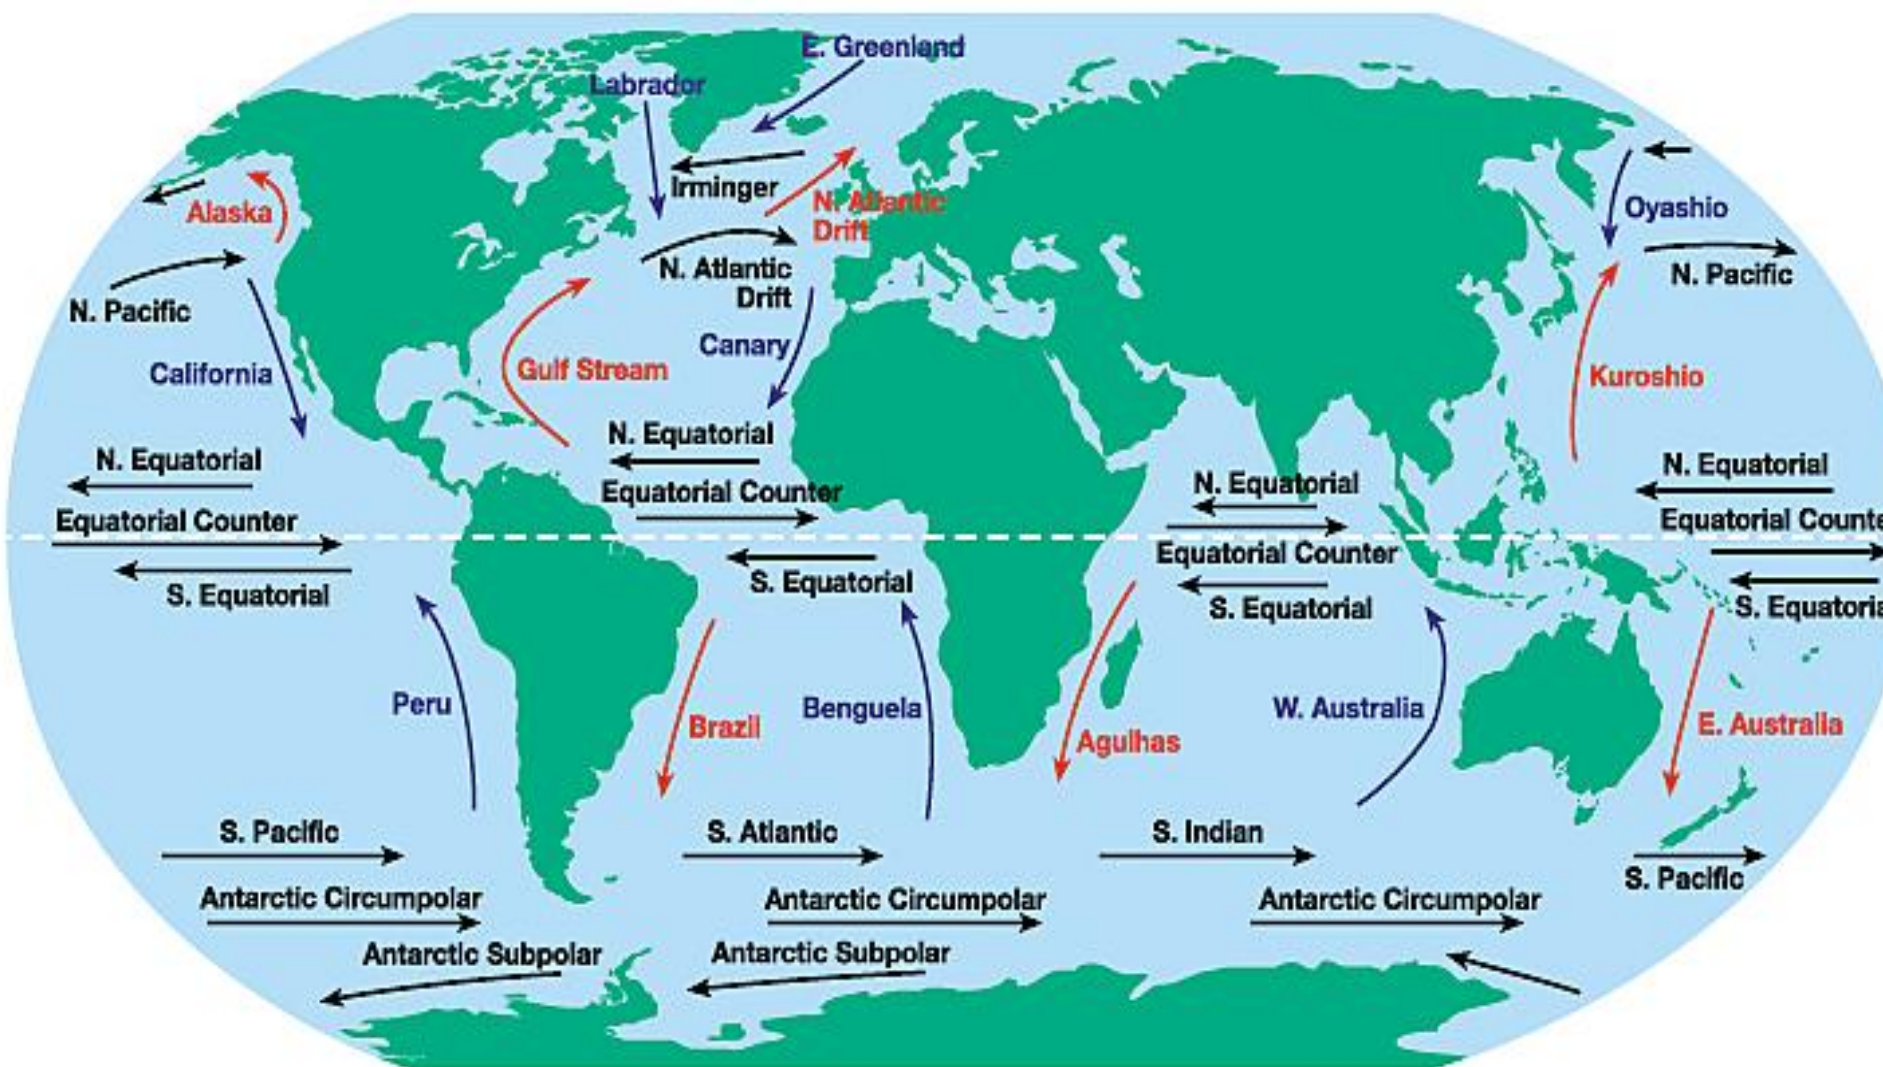 E. Greenland
Labrador
Irminger
N. Atlantic
Drift
Alaska
Oyashio
N. Atlantic
Drift
N. Pacific
N. Pacific
Canary
California
Gulf Stream
Kuroshio
N. Equatorial
N. Equatorial
N. Equatorial
N. Equatorial
Equatorial Counter
Equatorial Counter
Equatorial Counter
Equatorial Counte
S. Equatorial
S. Equatorial
S. Equatorial
S. Equatoria
Peru
Brazil
Benguela
Agulhas
W. Australia
E. Australia
S. Pacific
S. Atlantic
S. Indian
S. Pacific
Antarctic Circumpolar
Antarctic Circumpolar
Antarctic Circumpolar
Antarctic Subpolar
Antarctic Subpolar